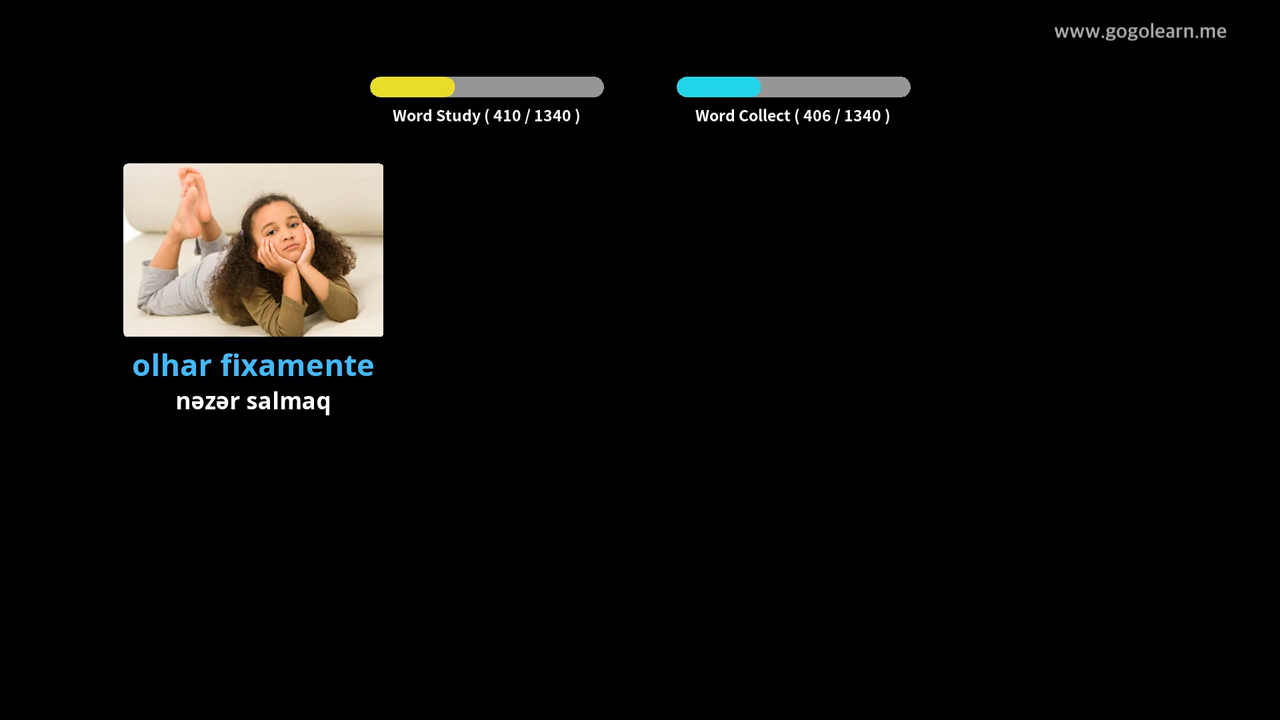 www.gogolearn.me
Word Study ( 410 / 1340 )
Word Collect ( 406 / 1340 )
olhar fixamente
nəzər salmaq